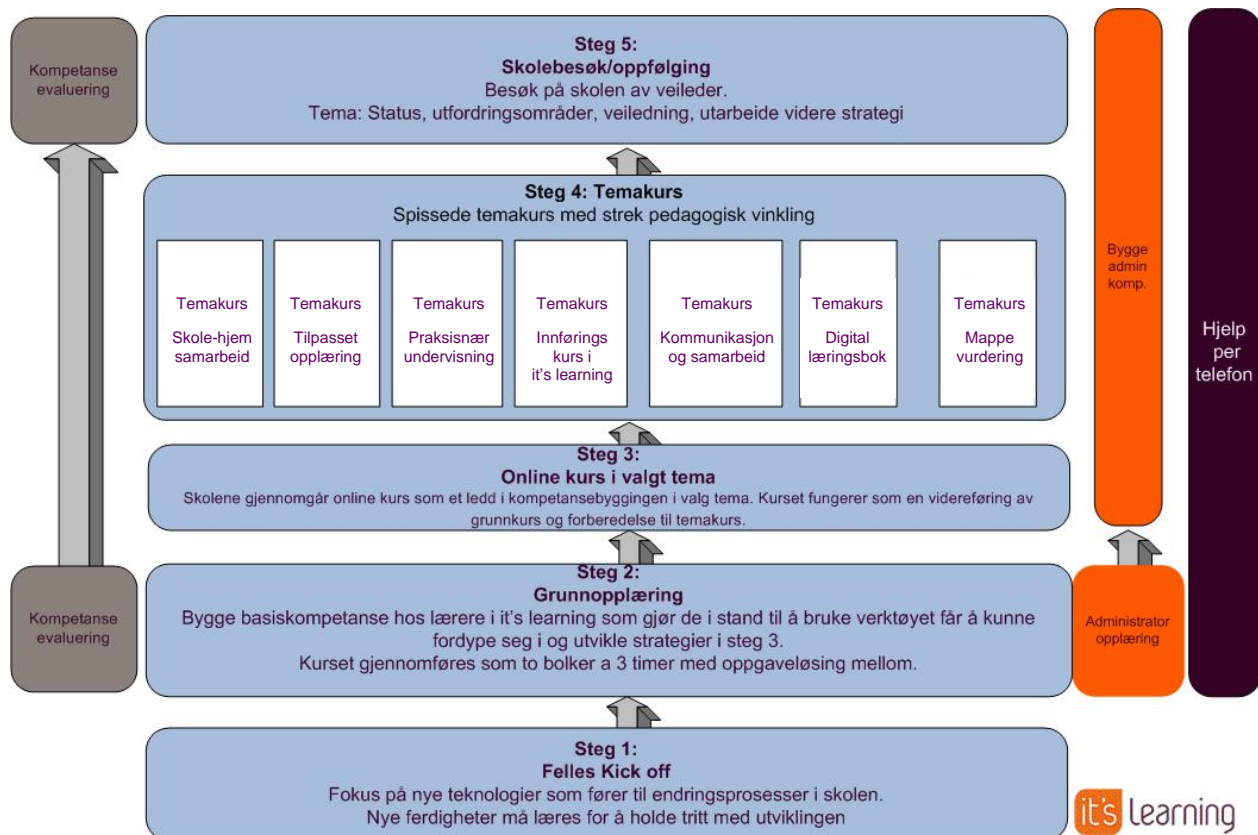 Kompetanse
evaluering
Steg 5:
Skolebesøk/oppfølging
Besøk på skolen av veileder.
Tema: Status, utfordringsområder, veiledning, utarbeide videre strategi
Steg 4: Temakurs
Spissede temakurs med strek pedagogisk vinkling
Temakurs
Skole-hjem
samarbeid
Temakurs
Tilpasset
opplæring
Temakurs
Praksisnær
undervisning
Temakurs
Innførings
kurs i
it's learning
Temakurs
Kommunikasjon
og samarbeid
Temakurs
Digital
læringsbok
Temakurs
Mappe
vurdering
Bygge
admin
komp.
Hjelp
per
telefon
Steg 3:
Online kurs i valgt tema
Skolene gjennomgår online kurs som et ledd i kompetansebyggingen i valg tema. Kurset fungerer som en videreføring av
grunnkurs og forberedelse til temakurs.
Kompetanse
evaluering
Steg 2:
Grunnopplæring
Bygge basiskompetanse hos lærere i it's learning som gjør de i stand til å bruke verktøyet får å kunne
fordype seg i og utvikle strategier i steg 3.
Kurset gjennomføres som to bolker a 3 timer med oppgaveløsing mellom.
Administrator
opplæring
Steg 1:
Felles Kick off
Fokus på nye teknologier som fører til endringsprosesser i skolen.
Nye ferdigheter må læres for å holde tritt med utviklingen
it's Learning